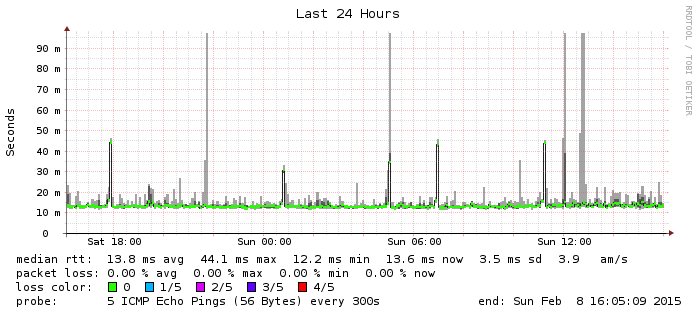 Last 24 Hours
RRDTOOL / TOBI OETIKER
Seconds
90 m
80 m
70 m
60 m
50 m
40 m
30 m
20 m
10 m
0
Sat 18:00 Sun 00:00 Sun 06:00 Sun 12:00
median rtt: 13.8 ms avg 44.1 ms max 12.2 ms min 13.6 ms now 3.5 ms sd 3.9 am/s
packet loss: 0.00 % avg 0.00 % max 0.00 % min 0.00 % now
loss color: 0 1/5 2/5 3/5 4/5
probe: 5 ICMP Echo Pings (56 Bytes) every 300s end: Sun Feb 8 16:05:09 2015